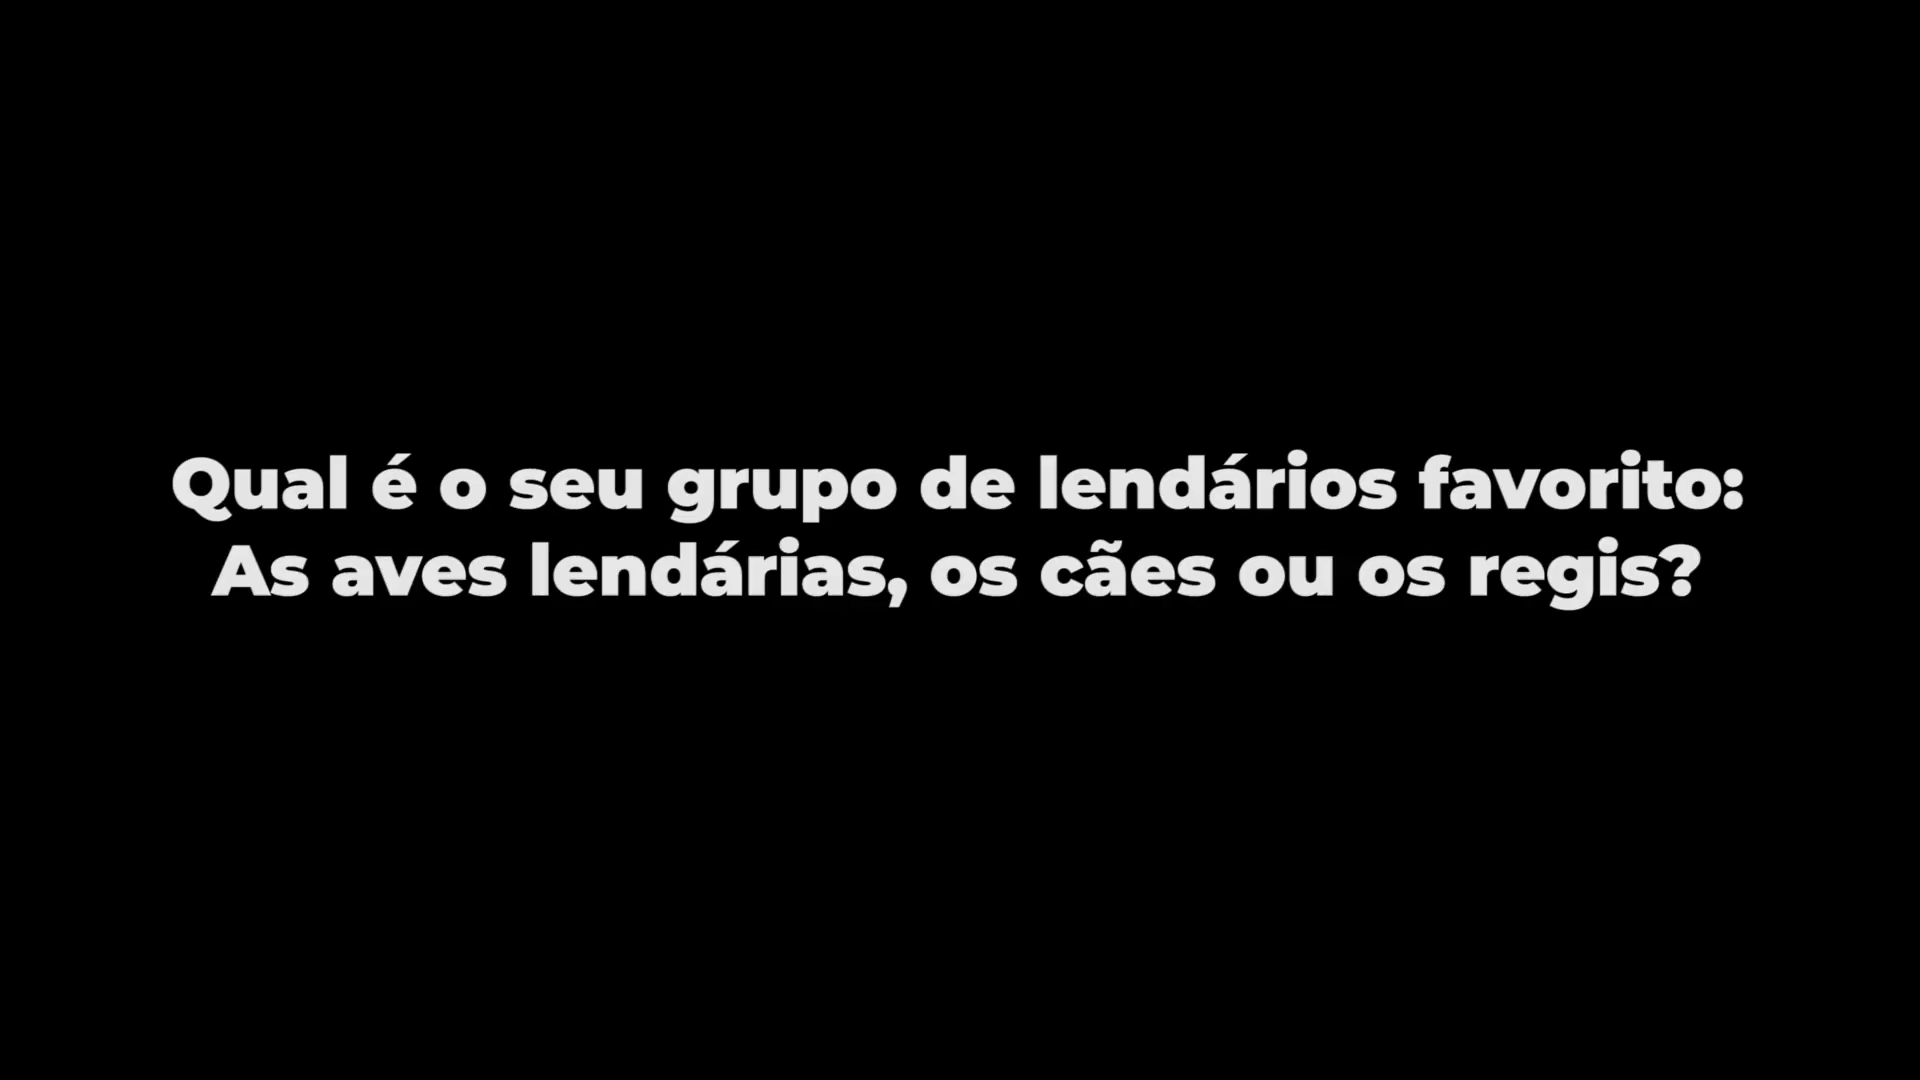 Qual é o seu grupo de lendários favorito:
As aves lendárias, os cães ou os regis?